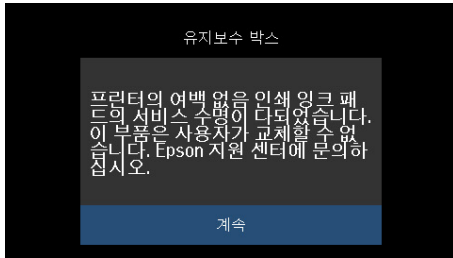 유지보수 박스
프린터의 여백 없음 인쇄 잉크 패
드의 서비스 수명이 다되었습니다.
이 부품은 사용자가 교체할 수 없
습니다. Epson 지원 센터에 문의하
십시오.
계속